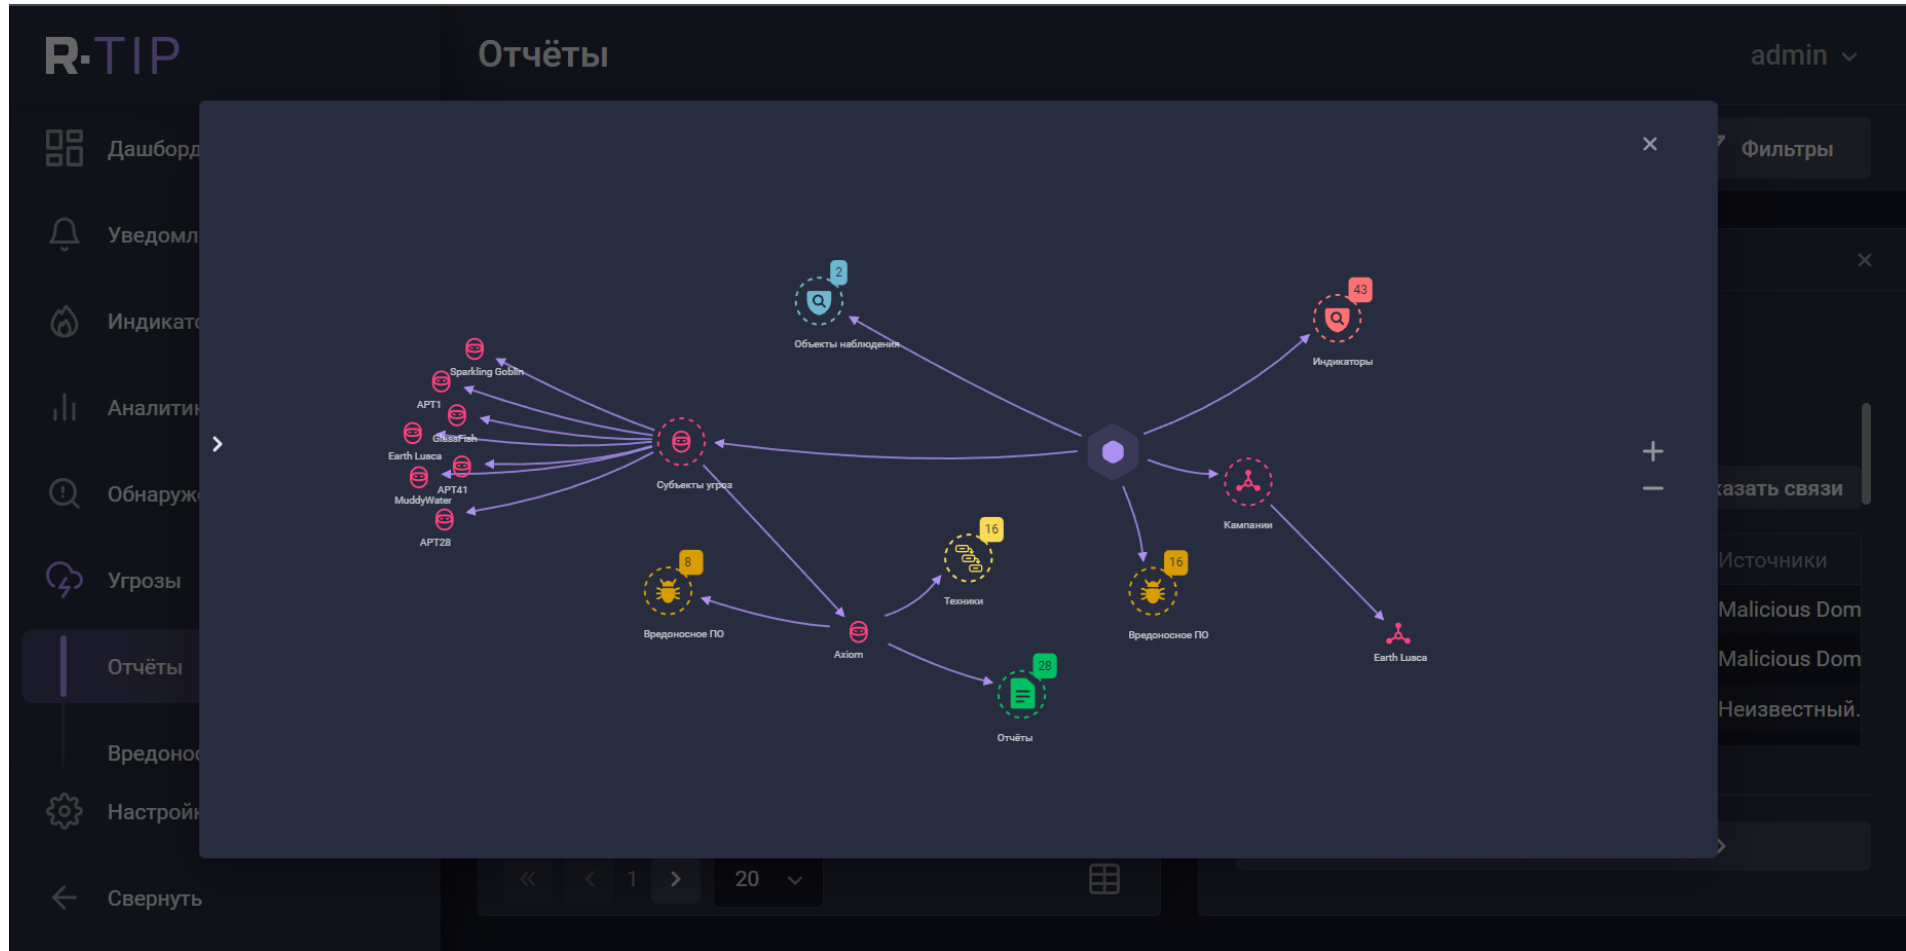 R·TIP
Отчёты
admin
Дашборд
Фильтры
Уведомл
Индикато
Аналитик
Обнаруж
Угрозы
Отчёты
Вредонос
Настройк
Свернуть
2
Объекты наблюдения
43
Индикаторы
Sparkling Goblin
APT1
GlassFish
Earth Lusca
APT41
MuddyWater
APT28
Субъекты угроз
Кампании
16
Техники
8
Вредоносное ПО
16
Вредоносное ПО
Axiom
Earth Lusca
28
Отчёты
казать связи
Источники
Malicious Dom
Malicious Dom
Неизвестный.
1
20